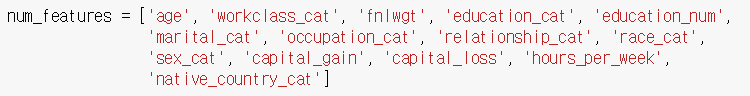 num_features = ['age', 'workclass_cat', 'fnlwgt', 'education_cat', 'education_num',
'marital_cat', 'occupation_cat', 'relationship_cat', 'race_cat',
'sex_cat', 'capital_gain', 'capital_loss', 'hours_per_week',
'native_country_cat']